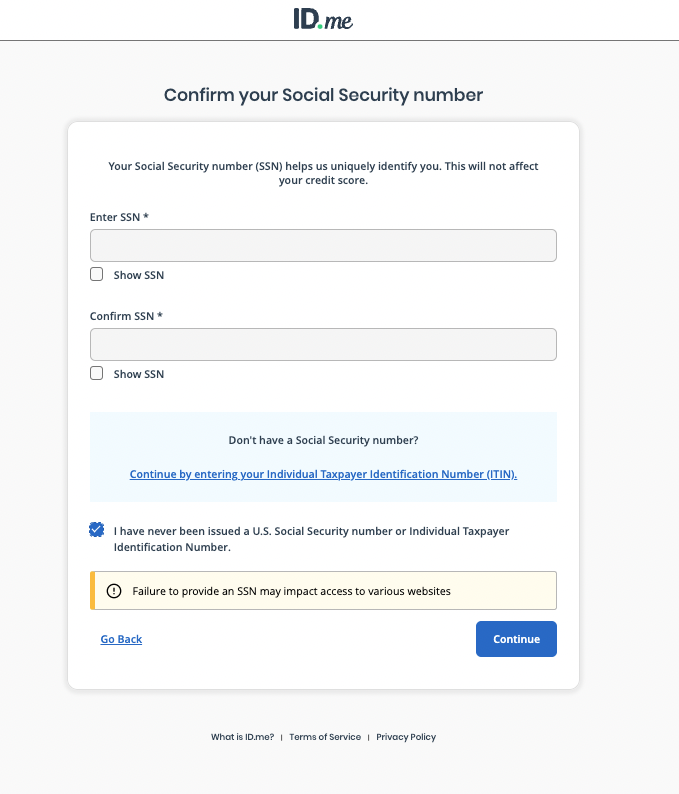 ID.me
Confirm your Social Security number
Your Social Security number (SSN) helps us uniquely identify you. This will not affect
your credit score.
Enter SSN *
Show SSN
Confirm SSN *
Show SSN
Don't have a Social Security number?
Continue by entering your Individual Taxpayer Identification Number (ITIN).
I have never been issued a U.S. Social Security number or Individual Taxpayer
Identification Number.
Failure to provide an SSN may impact access to various websites
Go Back
Continue
What is ID.me? | Terms of Service | Privacy Policy